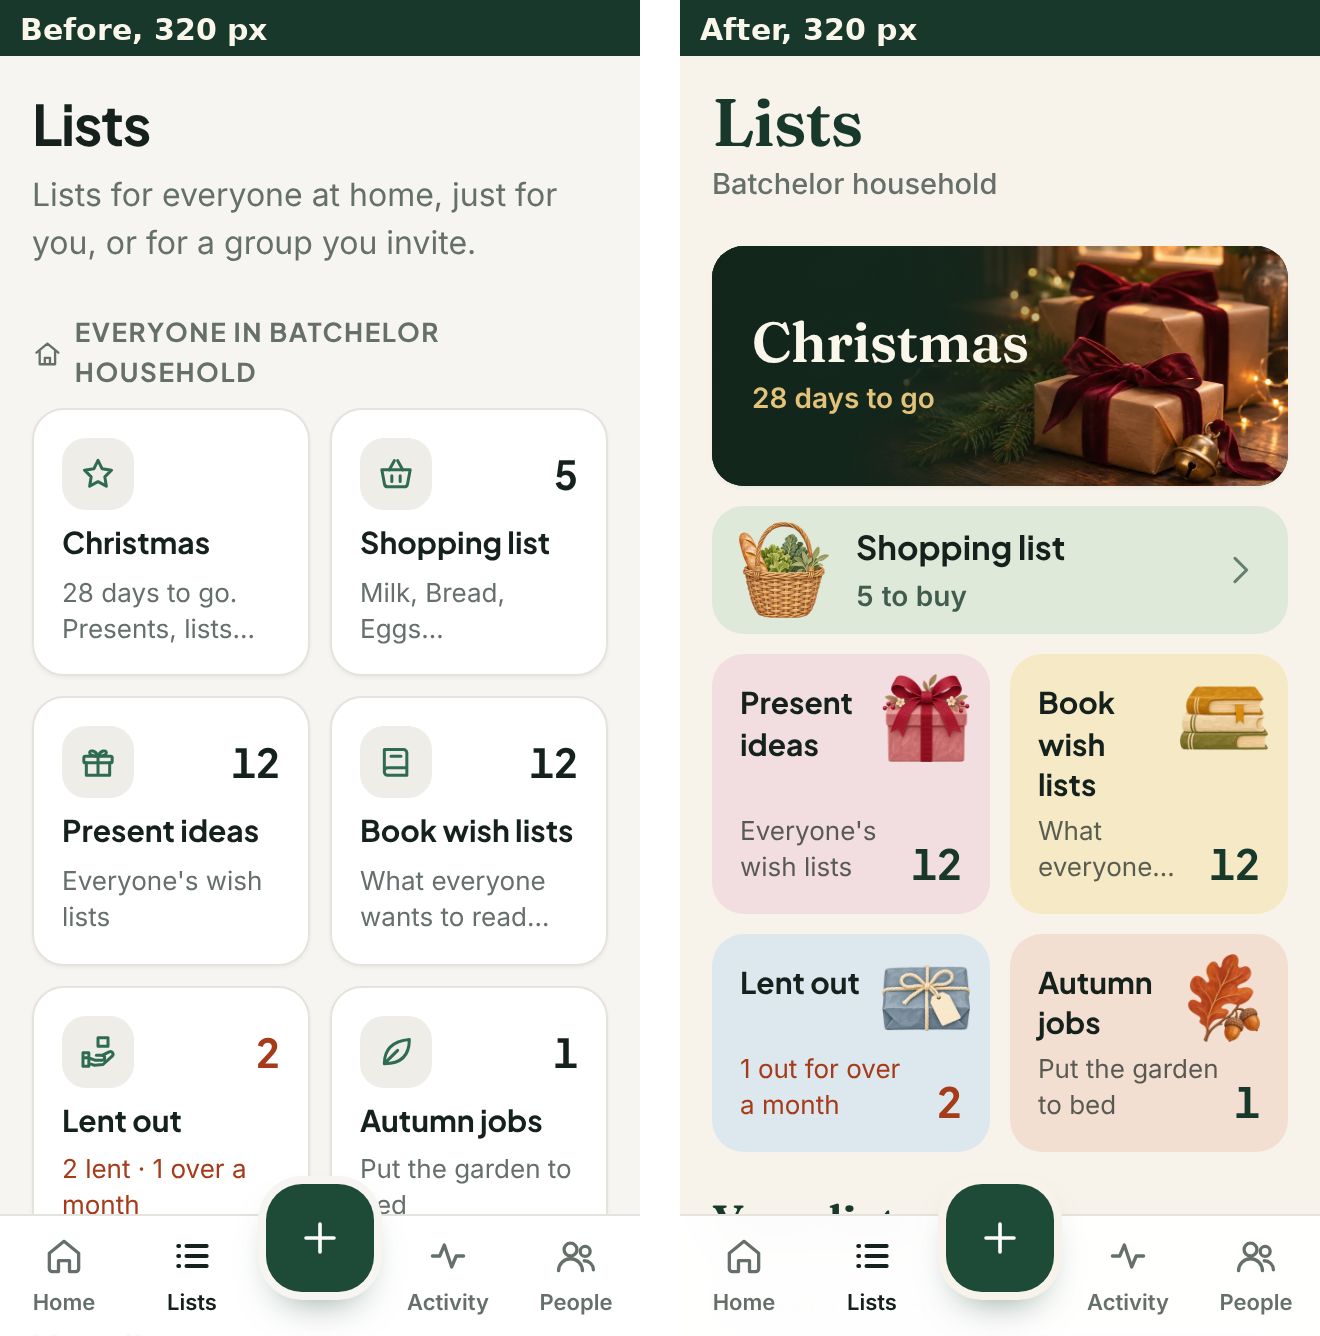 Before, 320 px
Lists
Lists for everyone at home, just for
you, or for a group you invite.
EVERYONE IN BATCHELOR
HOUSEHOLD
Christmas
28 days to go.
Presents, lists...
5
Shopping list
Milk, Bread,
Eggs...
12
Present ideas
Everyone's wish
lists
12
Book wish lists
What everyone
wants to read...
2
Lent out
2 lent · 1 over a
month
1
Autumn jobs
Put the garden to
Home
Lists
Activity
People
After, 320 px
Lists
Batchelor household
Christmas
28 days to go
Shopping list
5 to buy
Present
ideas
Everyone's
wish lists
12
Book
wish
lists
What
everyone...
12
Lent out
1 out for over
a month
2
Autumn
jobs
Put the garden
to bed
1
Home
Lists
Activity
People